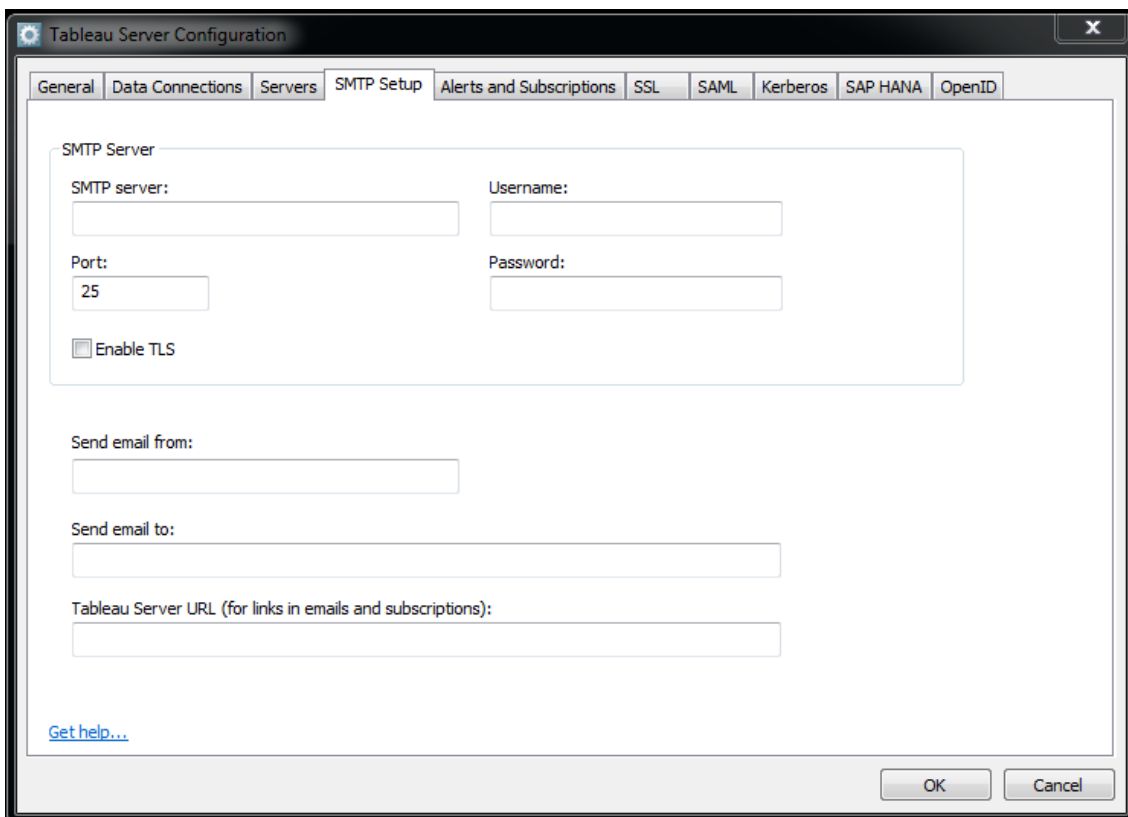 Tableau Server Configuration
x
General Data Connections Servers SMTP Setup Alerts and Subscriptions SSL SAML Kerberos SAP HANA OpenID
SMTP Server
SMTP server: Username:
Port: Password:
25
Enable TLS
Send email from:
Send email to:
Tableau Server URL (for links in emails and subscriptions):
Get help...
OK Cancel